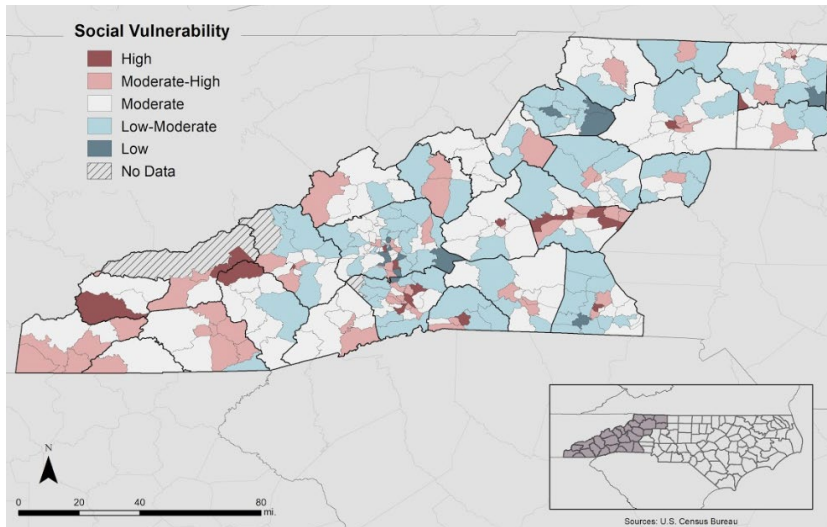 Social Vulnerability
High
Moderate-High
Moderate
Low-Moderate
Low
No Data
N
0 20 40 80
mi.
Sources: U.S. Census Bureau